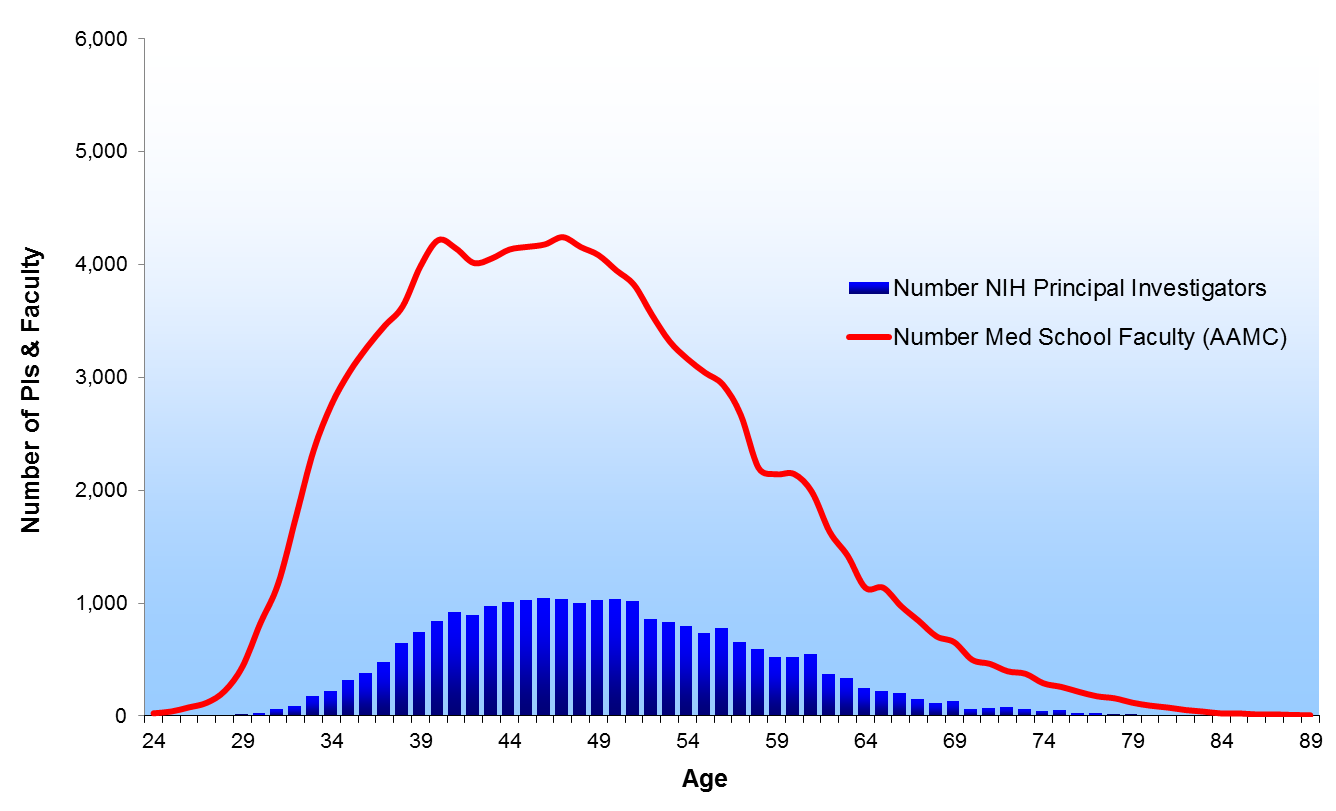 6,000
5,000
4,000
3,000
2,000
1,000
0
Number of PIs & Faculty
Number NIH Principal Investigators
Number Med School Faculty (AAMC)
24 29 34 39 44 49 54 59 64 69 74 79 84 89
Age